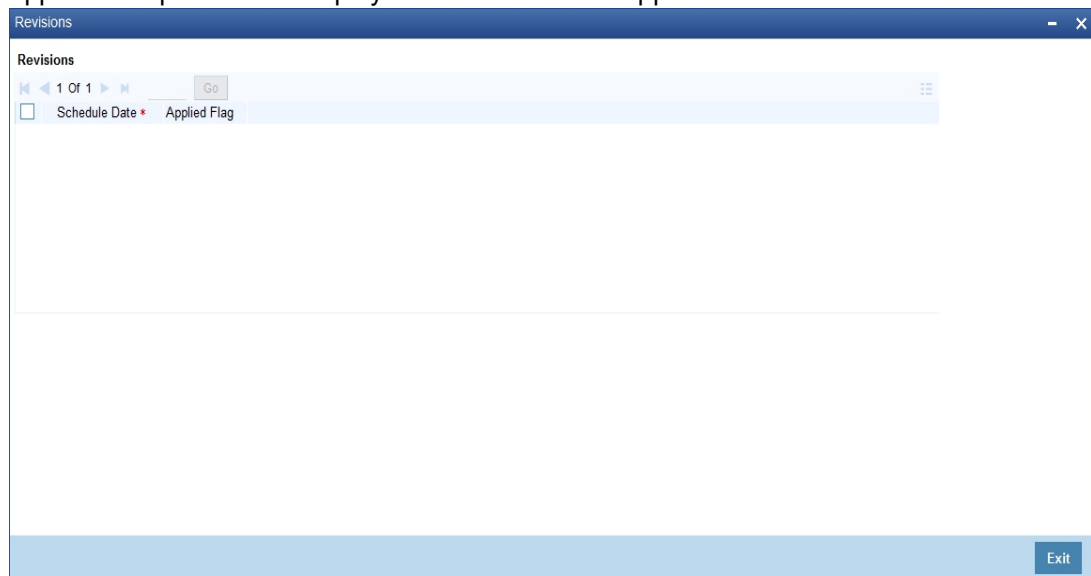 Revisions
Revisions
1 Of 1 Go
Schedule Date * Applied Flag
Exit